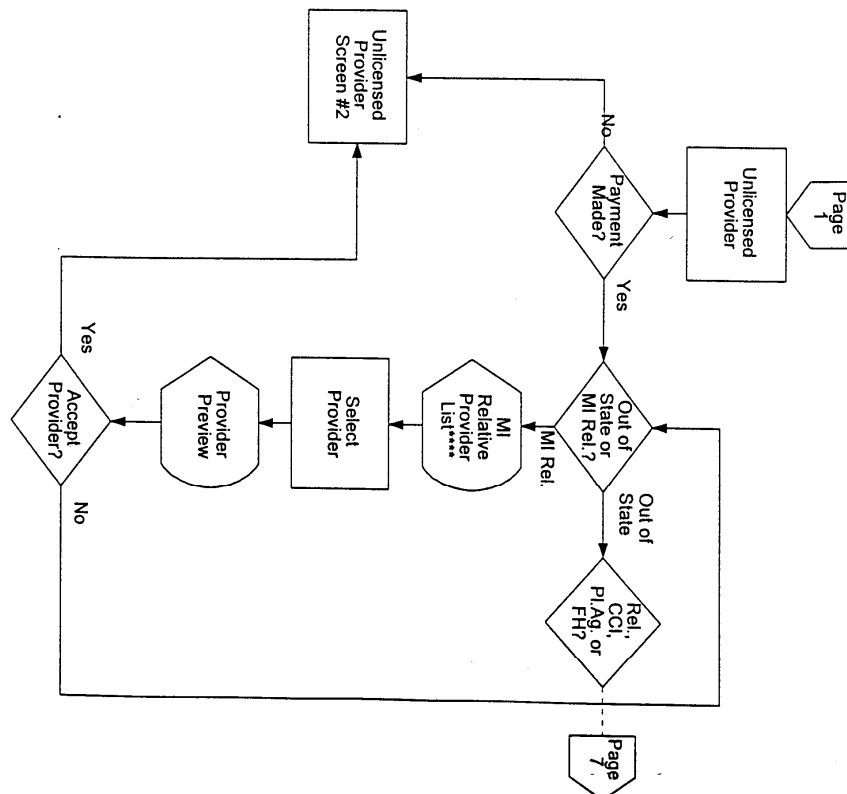 Page
1
Unlicensed
Provider
Payment
Made?
No
Yes
Unlicensed
Provider
Screen #2
Out of
State or
MI Rel.?
MI Rel.
Out of
State
Rel.,
CCI,
Pl.Ag. or
FH?
Page
7
MI
Relative
Provider
List****
Select
Provider
Provider
Preview
Accept
Provider?
Yes
No